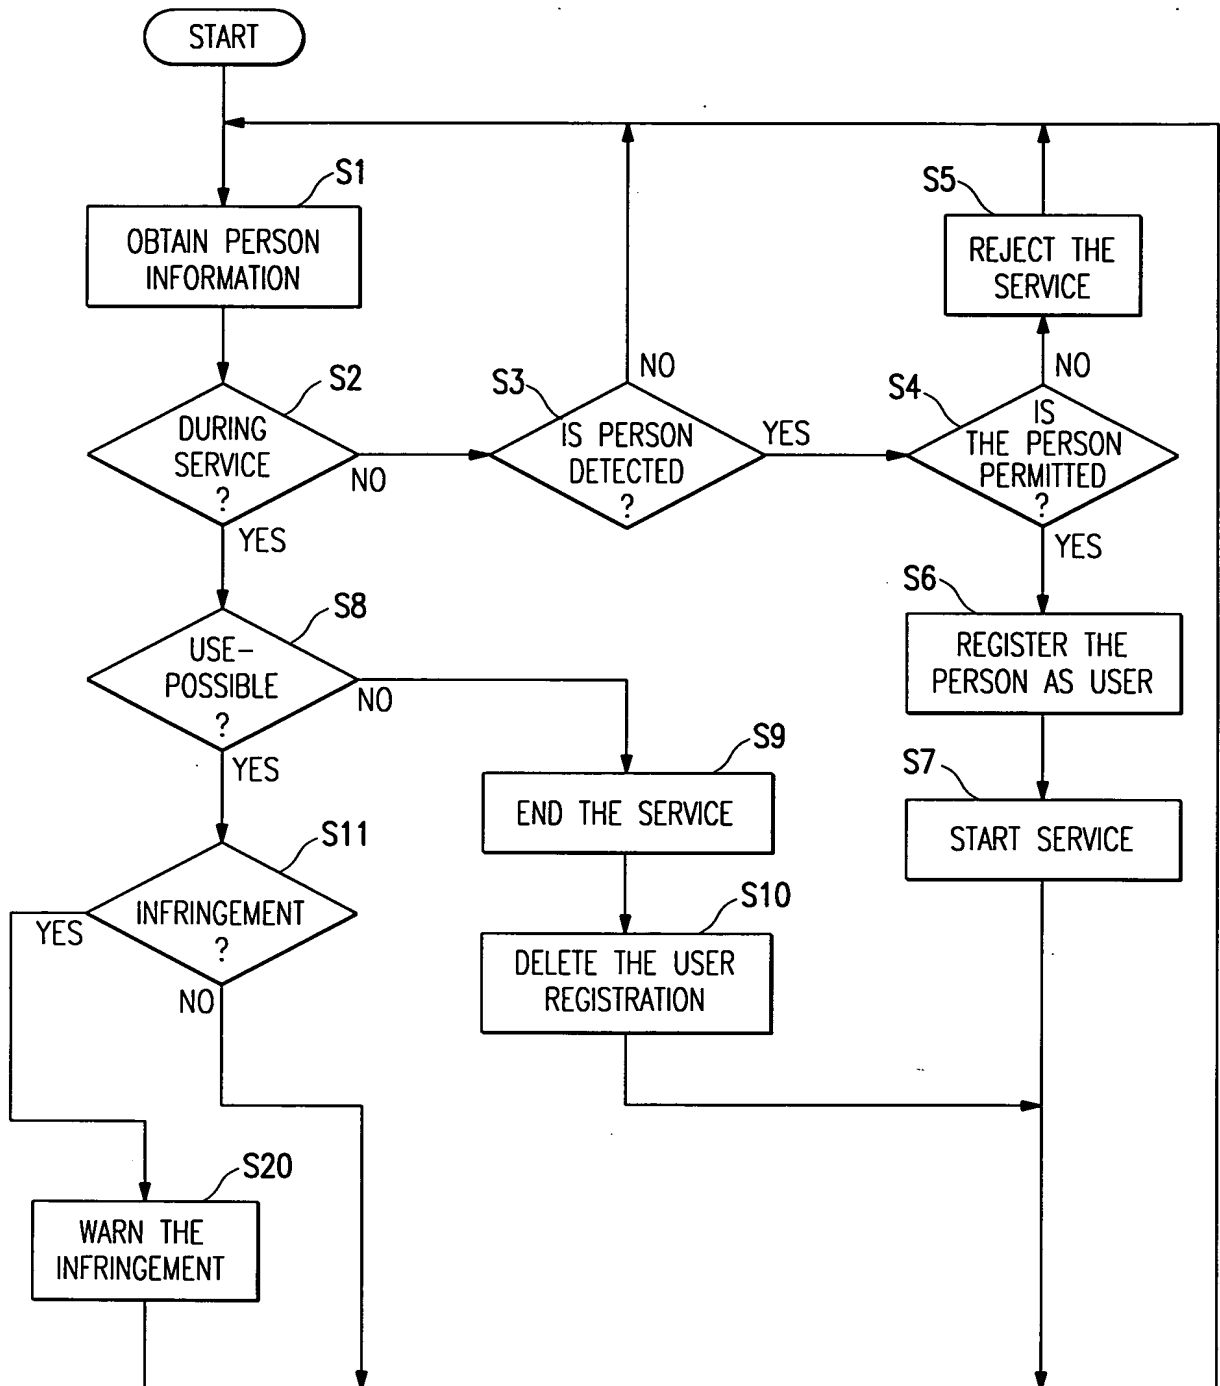 START
S1
OBTAIN PERSON
INFORMATION
S2
DURING
SERVICE
?
NO
YES
S3
IS PERSON
DETECTED
?
NO
YES
S4
IS
THE PERSON
PERMITTED
?
NO
YES
S5
REJECT THE
SERVICE
S6
REGISTER THE
PERSON AS USER
S7
START SERVICE
S8
USE-
POSSIBLE
?
NO
YES
S9
END THE SERVICE
S10
DELETE THE USER
REGISTRATION
S11
INFRINGEMENT
?
YES
NO
S20
WARN THE
INFRINGEMENT